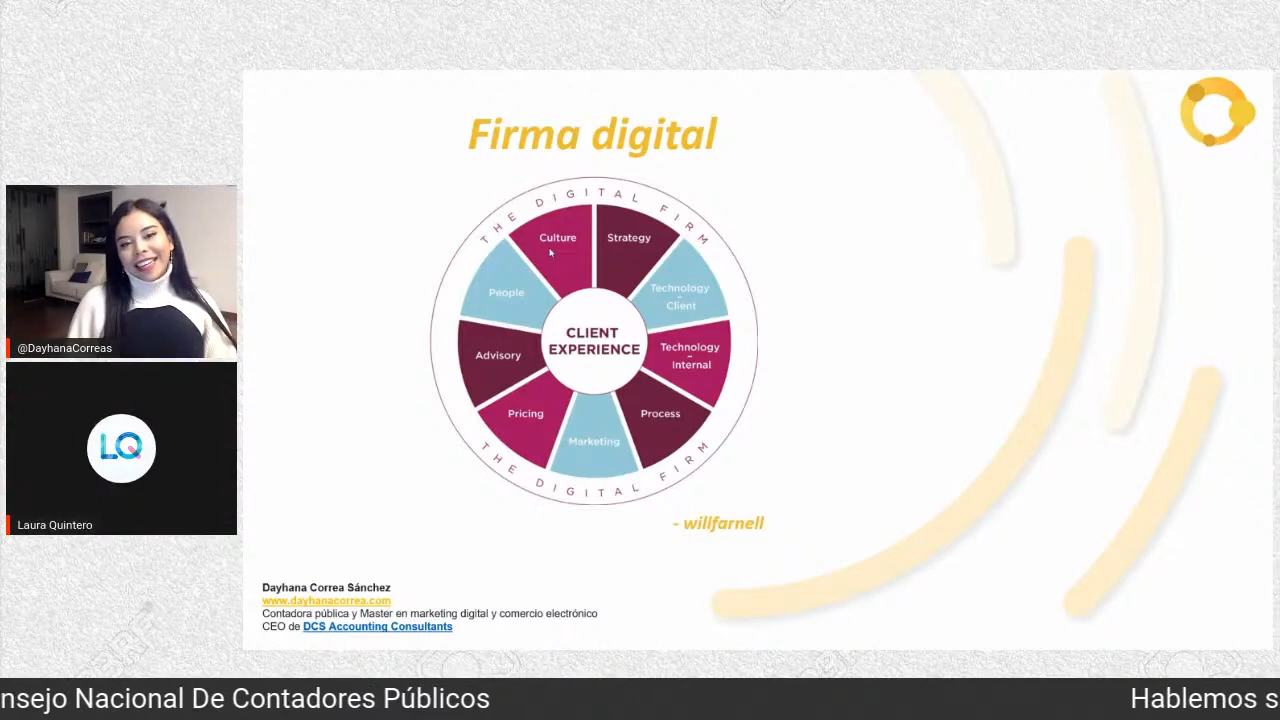 Firma digital
THE DIGITAL FIRM
Culture
Strategy
People
Technology
-
Client
Advisory
CLIENT
EXPERIENCE
Technology
-
Internal
Pricing
Process
Marketing
THE DIGITAL FIRM
- willfarnell
@DayhanaCorreas
LQ
Laura Quintero
Dayhana Correa Sánchez
www.dayhanacorrea.com
Contadora pública y Master en marketing digital y comercio electrónico
CEO de DCS Accounting Consultants
nsejo Nacional De Contadores Públicos
Hablemos s